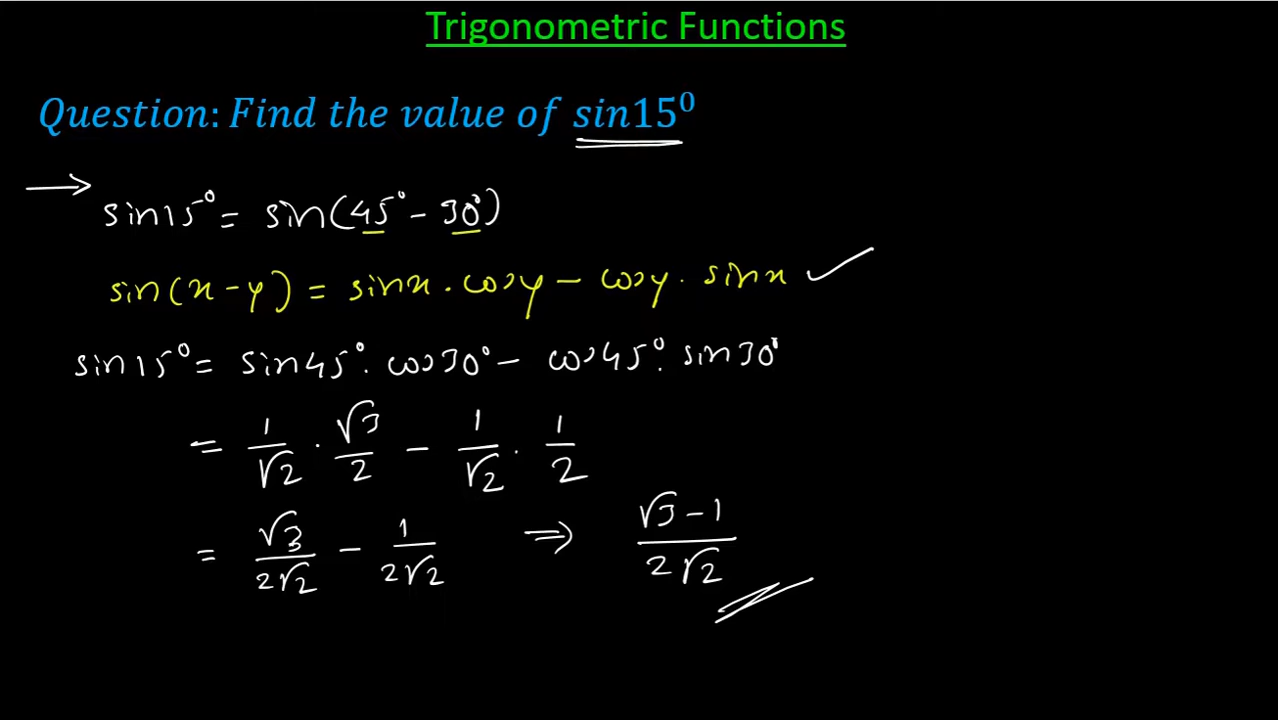 Trigonometric Functions
Question: Find the value of sin15⁰
sin15° = sin(45° - 30°)
sin(x - y) = sinx . cosy - cosy . sinx
sin15° = sin45° . cos30° - cos45° . sin30°
= 1/√2 . √3/2 - 1/√2 . 1/2
= √3/2√2 - 1/2√2 ⇒ √3 - 1/2√2